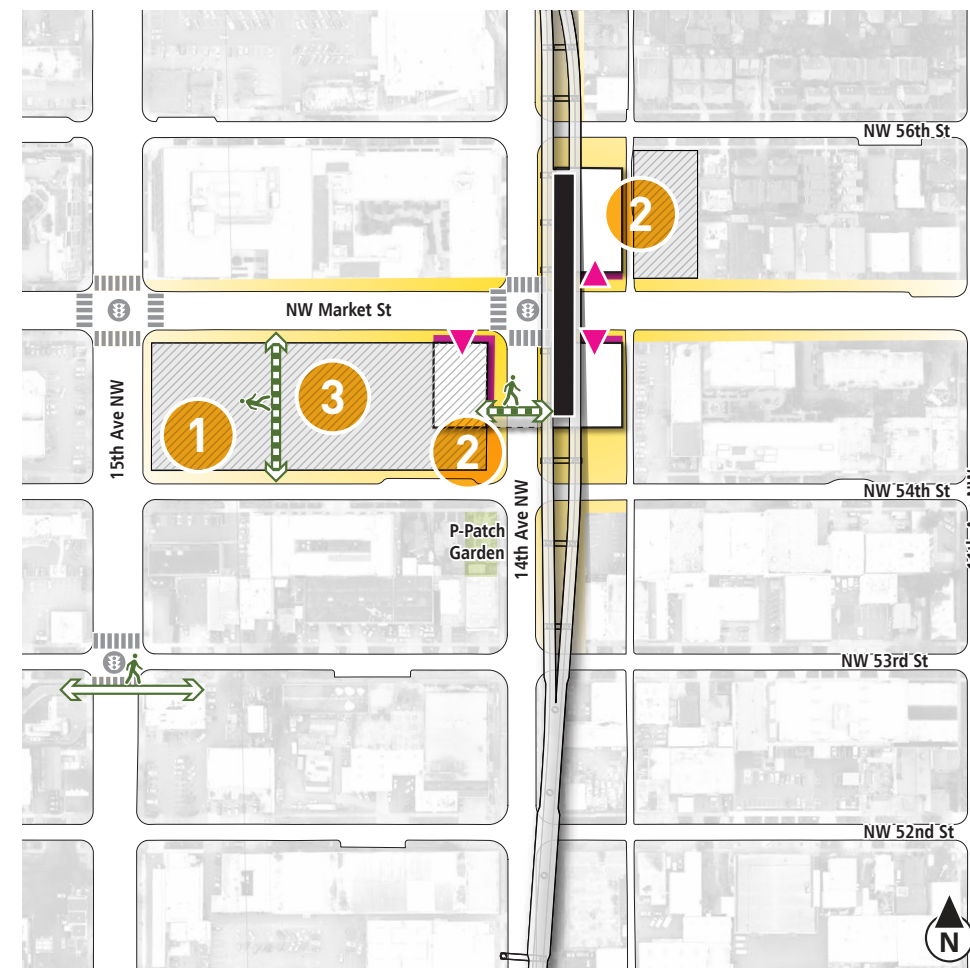 NW 56th St
2
NW Market St
15th Ave NW
1
3
2
14th Ave NW
NW 54th St
P-Patch
Garden
NW 53rd St
NW 52nd St
N